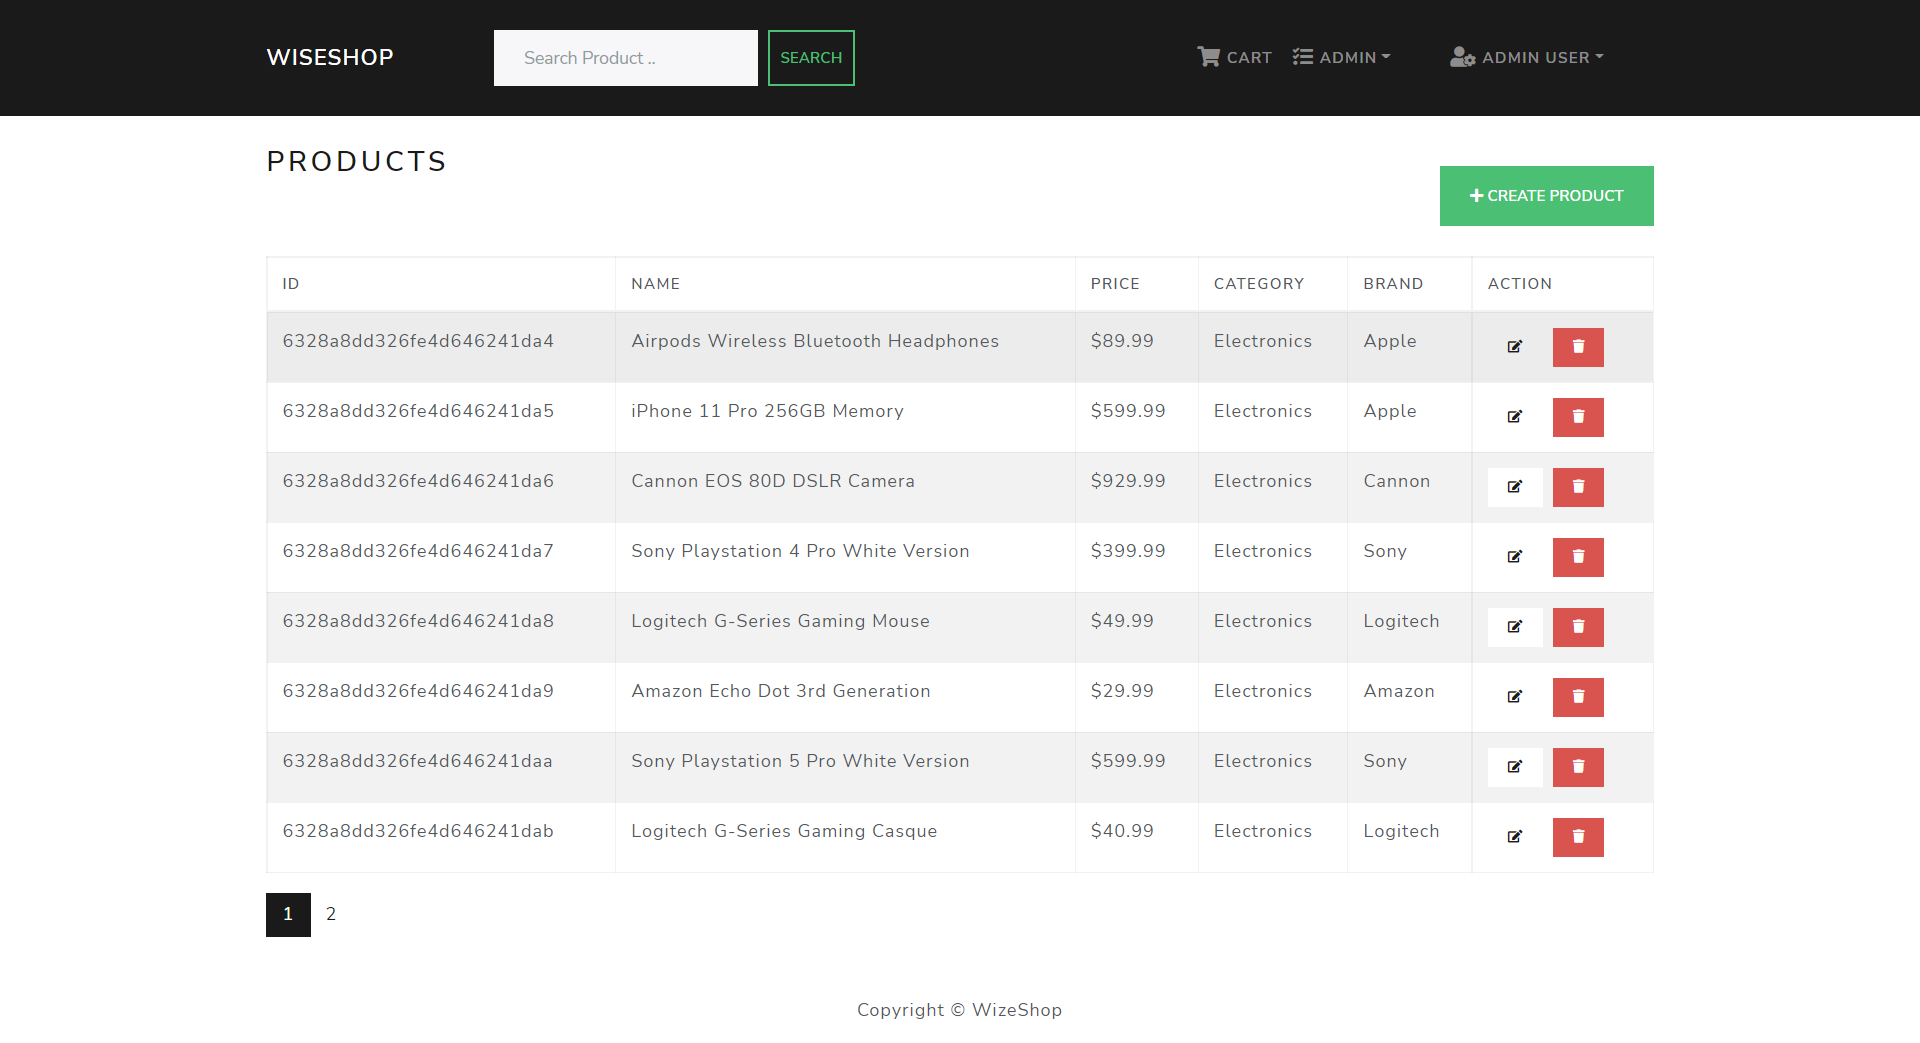 WISESHOP Search Product .. SEARCH CART ADMIN ADMIN USER
PRODUCTS
CREATE PRODUCT
ID NAME PRICE CATEGORY BRAND ACTION
6328a8dd326fe4d646241da4 Airpods Wireless Bluetooth Headphones $89.99 Electronics Apple
6328a8dd326fe4d646241da5 iPhone 11 Pro 256GB Memory $599.99 Electronics Apple
6328a8dd326fe4d646241da6 Cannon EOS 80D DSLR Camera $929.99 Electronics Cannon
6328a8dd326fe4d646241da7 Sony Playstation 4 Pro White Version $399.99 Electronics Sony
6328a8dd326fe4d646241da8 Logitech G-Series Gaming Mouse $49.99 Electronics Logitech
6328a8dd326fe4d646241da9 Amazon Echo Dot 3rd Generation $29.99 Electronics Amazon
6328a8dd326fe4d646241daa Sony Playstation 5 Pro White Version $599.99 Electronics Sony
6328a8dd326fe4d646241dab Logitech G-Series Gaming Casque $40.99 Electronics Logitech
1 2
Copyright © WizeShop